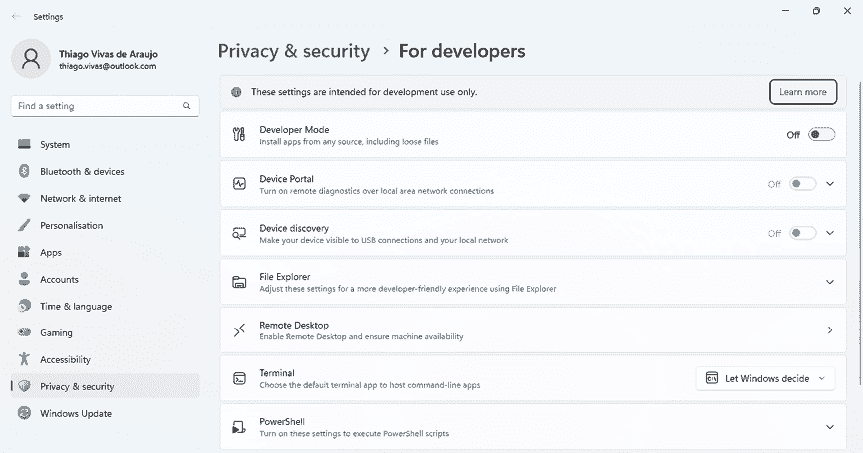 Settings
Thiago Vivas de Araujo
thiago.vivas@outlook.com
Find a setting
System
Bluetooth & devices
Network & internet
Personalisation
Apps
Accounts
Time & language
Gaming
Accessibility
Privacy & security
Windows Update
Privacy & security > For developers
These settings are intended for development use only.
Learn more
Developer Mode
Install apps from any source, including loose files
Off
Device Portal
Turn on remote diagnostics over local area network connections
Off
Device discovery
Make your device visible to USB connections and your local network
Off
File Explorer
Adjust these settings for a more developer-friendly experience using File Explorer
Remote Desktop
Enable Remote Desktop and ensure machine availability
Terminal
Choose the default terminal app to host command-line apps
Let Windows decide
PowerShell
Turn on these settings to execute PowerShell scripts